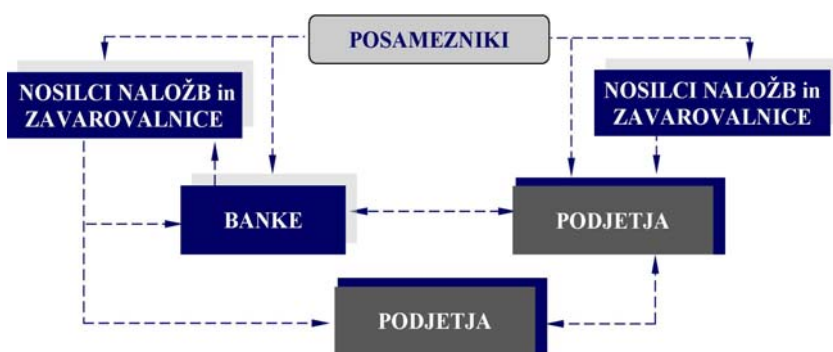 POSAMEZNIKI
NOSILCI NALOŽB in
ZAVAROVALNICE
NOSILCI NALOŽB in
ZAVAROVALNICE
BANKE
PODJETJA
PODJETJA